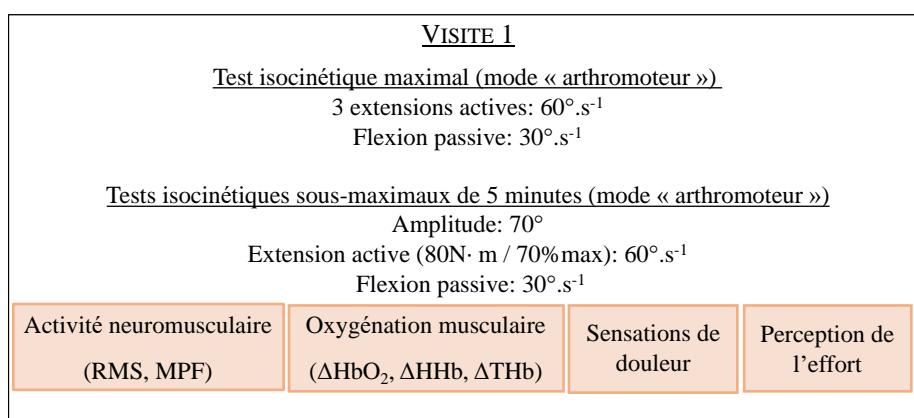 VISITE 1
Test isocinétique maximal (mode « arthromoteur »)
3 extensions actives: 60°.s-1
Flexion passive: 30°.s-1
Tests isocinétiques sous-maximaux de 5 minutes (mode « arthromoteur »)
Amplitude: 70°
Extension active (80N· m / 70%max): 60°.s-1
Flexion passive: 30°.s-1
Activité neuromusculaire
(RMS, MPF)
Oxygénation musculaire
(ΔHbO2, ΔHHb, ΔTHb)
Sensations de
douleur
Perception de
l’effort